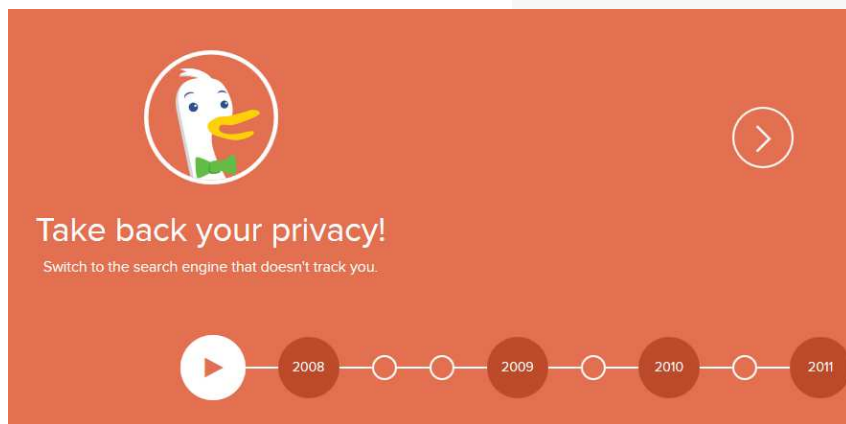 Take back your privacy!
Switch to the search engine that doesn't track you.
2008 2009 2010 2011